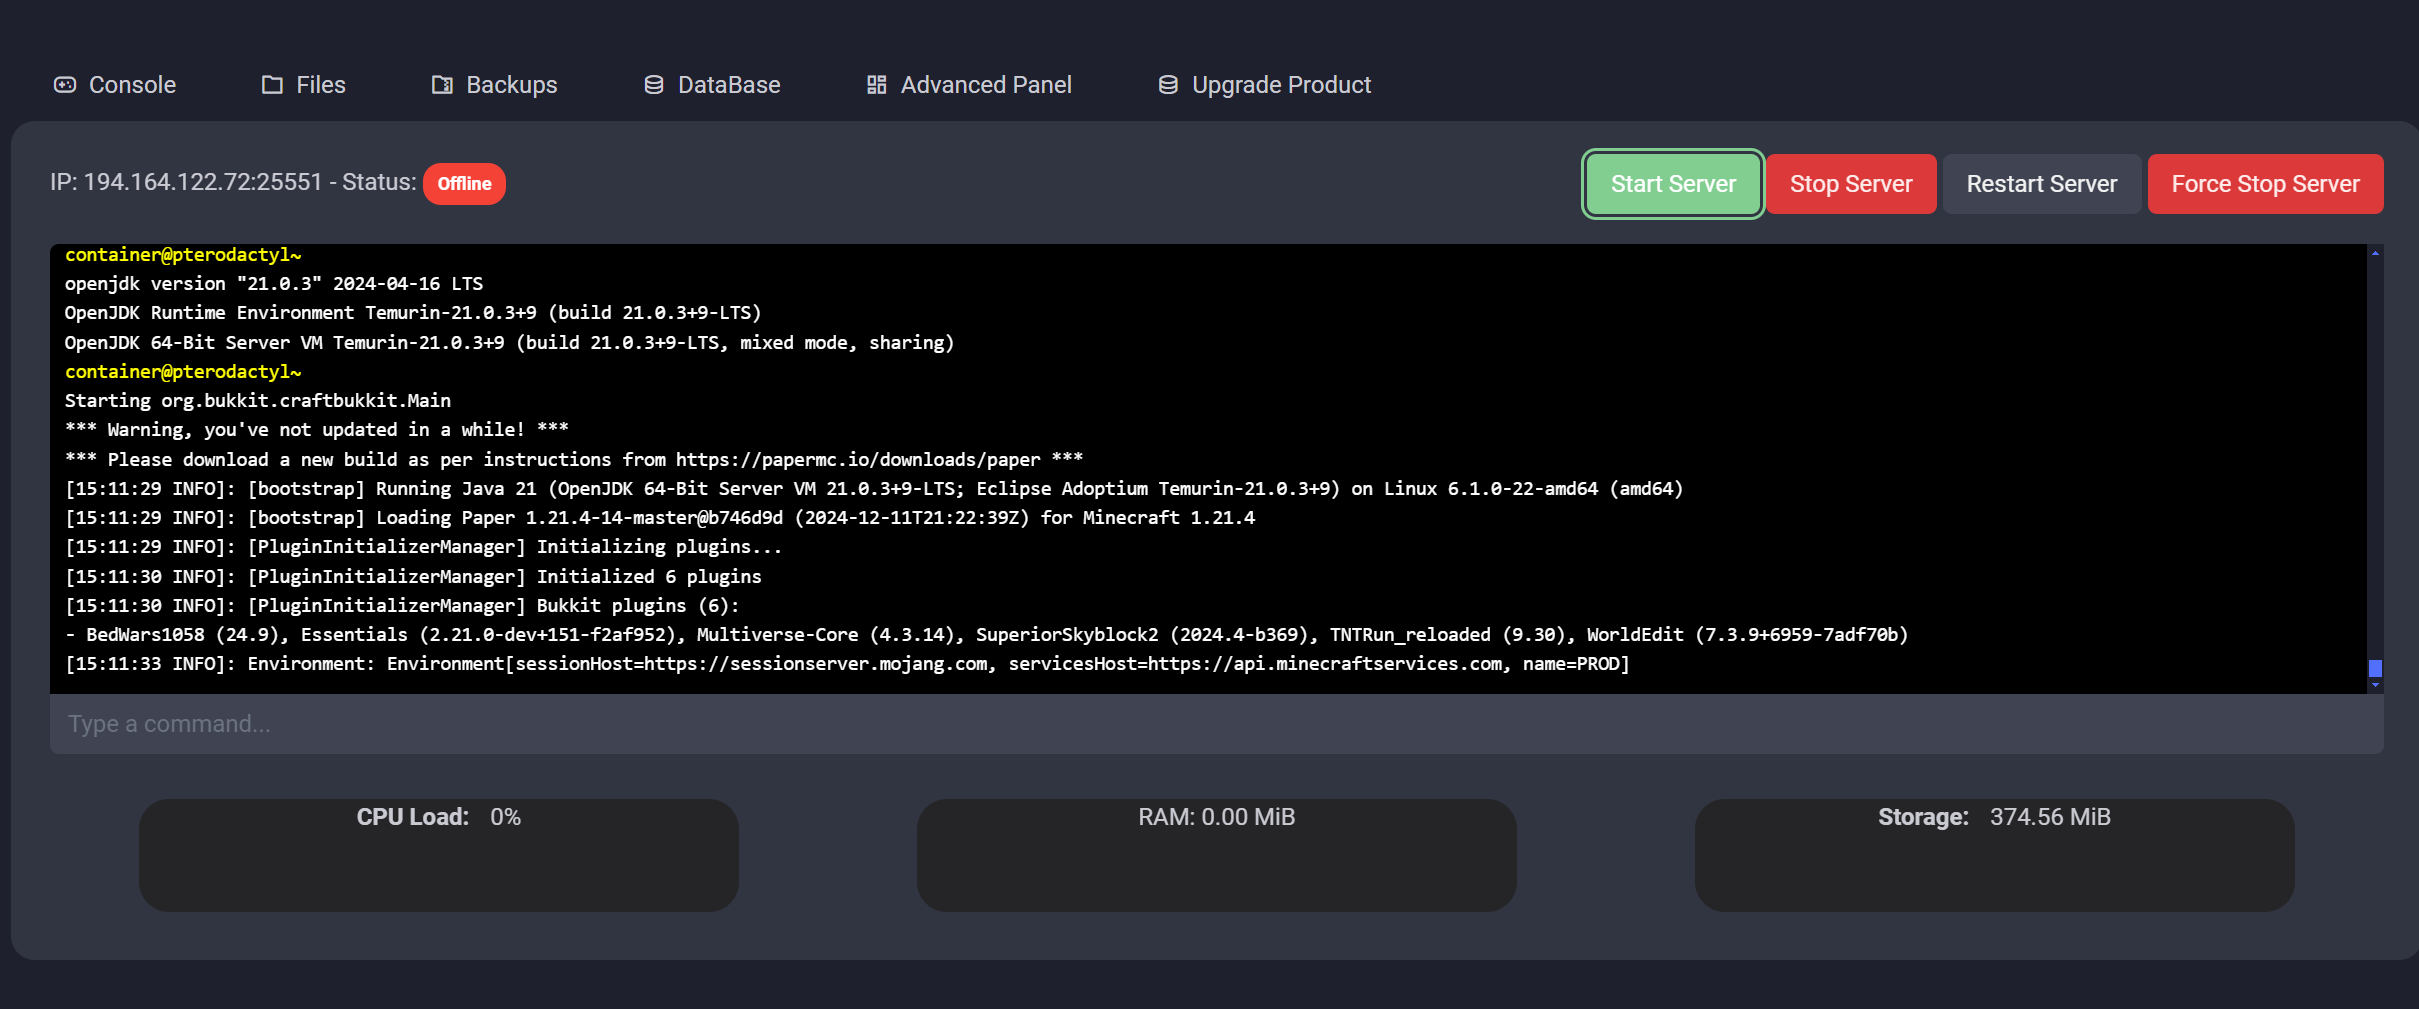 Console Files Backups DataBase Advanced Panel Upgrade Product
IP: 194.164.122.72:25551 - Status: Offline Start Server Stop Server Restart Server Force Stop Server
container@pterodactyl~
openjdk version "21.0.3" 2024-04-16 LTS
OpenJDK Runtime Environment Temurin-21.0.3+9 (build 21.0.3+9-LTS)
OpenJDK 64-Bit Server VM Temurin-21.0.3+9 (build 21.0.3+9-LTS, mixed mode, sharing)
container@pterodactyl~
Starting org.bukkit.craftbukkit.Main
*** Warning, you've not updated in a while! ***
*** Please download a new build as per instructions from https://papermc.io/downloads/paper ***
[15:11:29 INFO]: [bootstrap] Running Java 21 (OpenJDK 64-Bit Server VM 21.0.3+9-LTS; Eclipse Adoptium Temurin-21.0.3+9) on Linux 6.1.0-22-amd64 (amd64)
[15:11:29 INFO]: [bootstrap] Loading Paper 1.21.4-14-master@b746d9d (2024-12-11T21:22:39Z) for Minecraft 1.21.4
[15:11:29 INFO]: [PluginInitializerManager] Initializing plugins...
[15:11:30 INFO]: [PluginInitializerManager] Initialized 6 plugins
[15:11:30 INFO]: [PluginInitializerManager] Bukkit plugins (6):
- BedWars1058 (24.9), Essentials (2.21.0-dev+151-f2af952), Multiverse-Core (4.3.14), SuperiorSkyblock2 (2024.4-b369), TNTRun_reloaded (9.30), WorldEdit (7.3.9+6959-7adf70b)
[15:11:33 INFO]: Environment: Environment[sessionHost=https://sessionserver.mojang.com, servicesHost=https://api.minecraftservices.com, name=PROD]
Type a command...
CPU Load: 0% RAM: 0.00 MiB Storage: 374.56 MiB